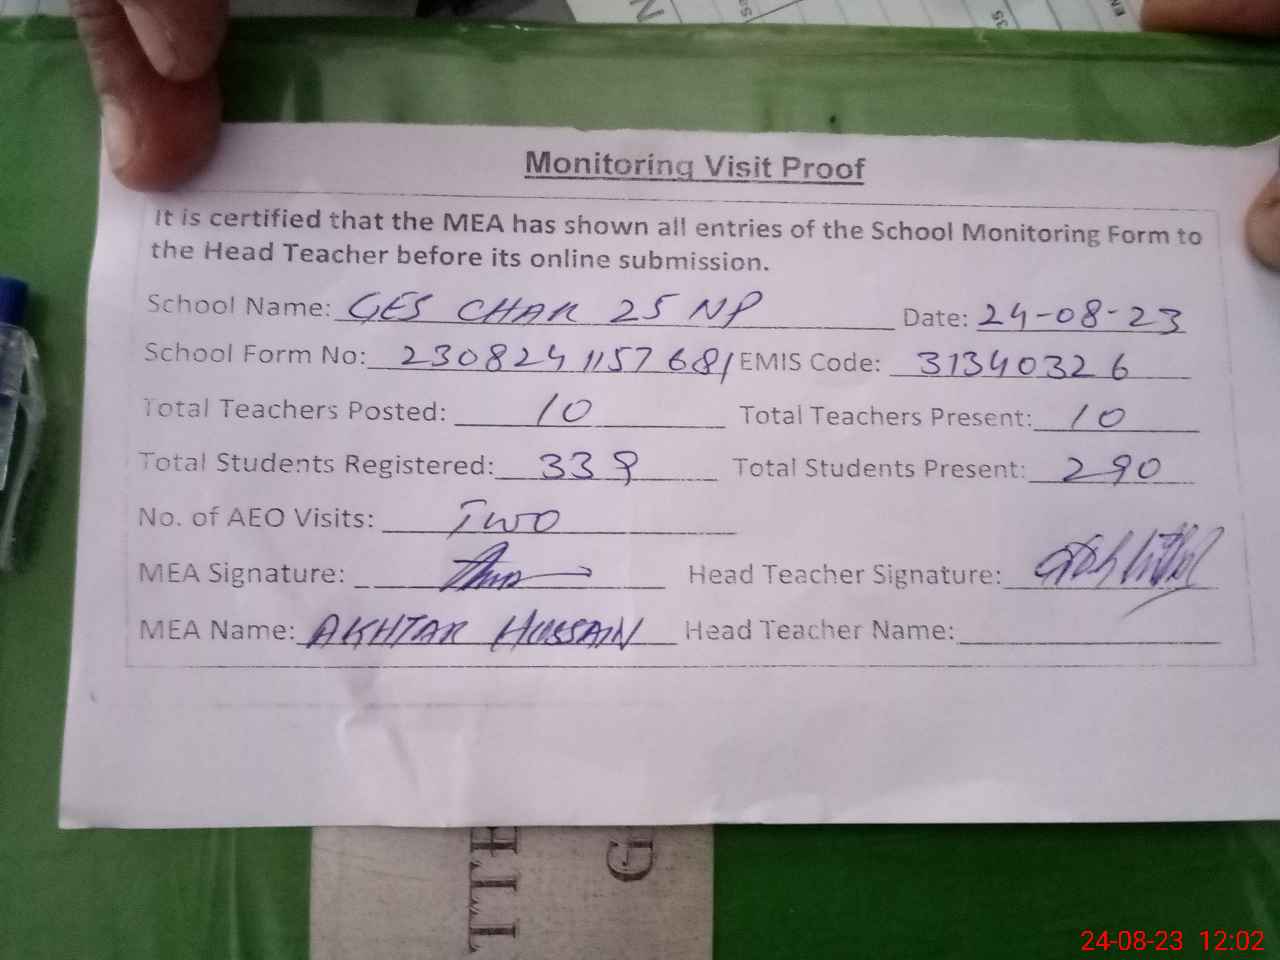 Monitoring Visit Proof
It is certified that the MEA has shown all entries of the School Monitoring Form to
the Head Teacher before its online submission.
School Name: GES CHAK 25 NP Date: 24-08-23
School Form No: 2308241157681 EMIS Code: 31340326
Total Teachers Posted: 10 Total Teachers Present: 10
Total Students Registered: 339 Total Students Present: 290
No. of AEO Visits: Two
MEA Signature: Head Teacher Signature:
MEA Name: AKHTAR HUSSAIN Head Teacher Name:
24-08-23 12:02